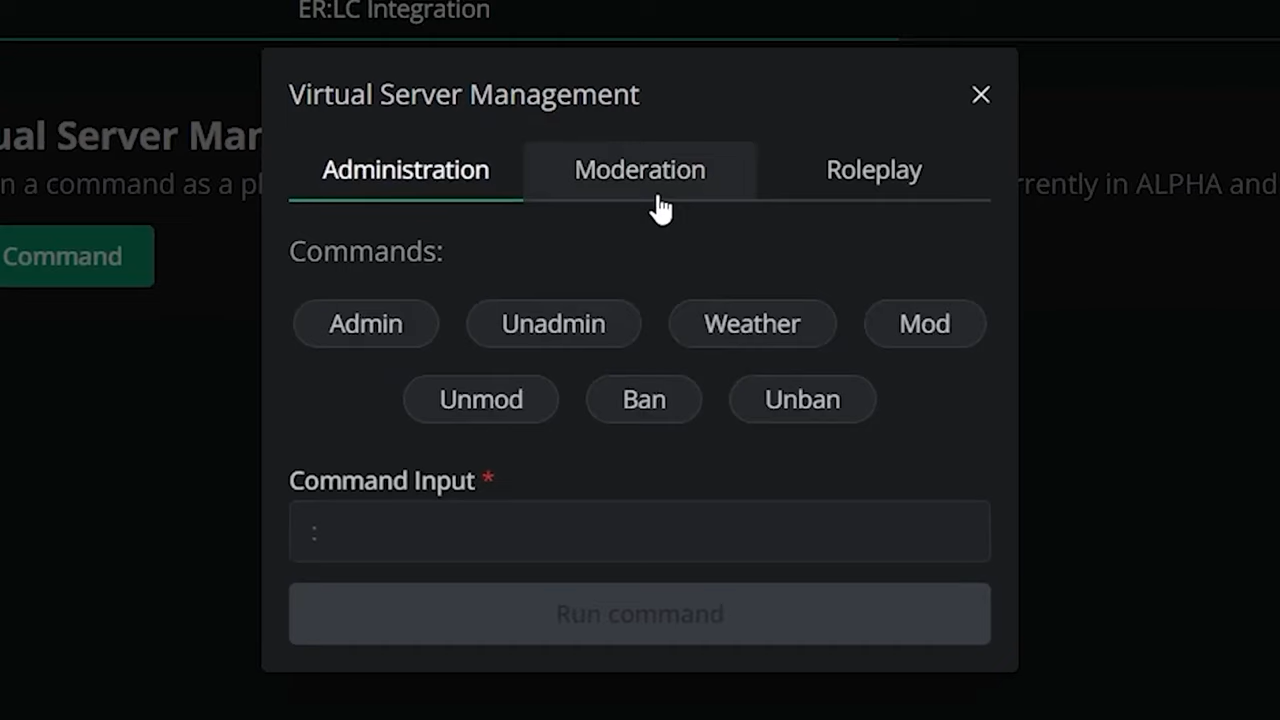 ER:LC Integration
Virtual Server Management
ual Server Mar
Administration Moderation Roleplay
n a command as a pl rrently in ALPHA and
Commands:
Command
Admin Unadmin Weather Mod
Unmod Ban Unban
Command Input *
:
Run command